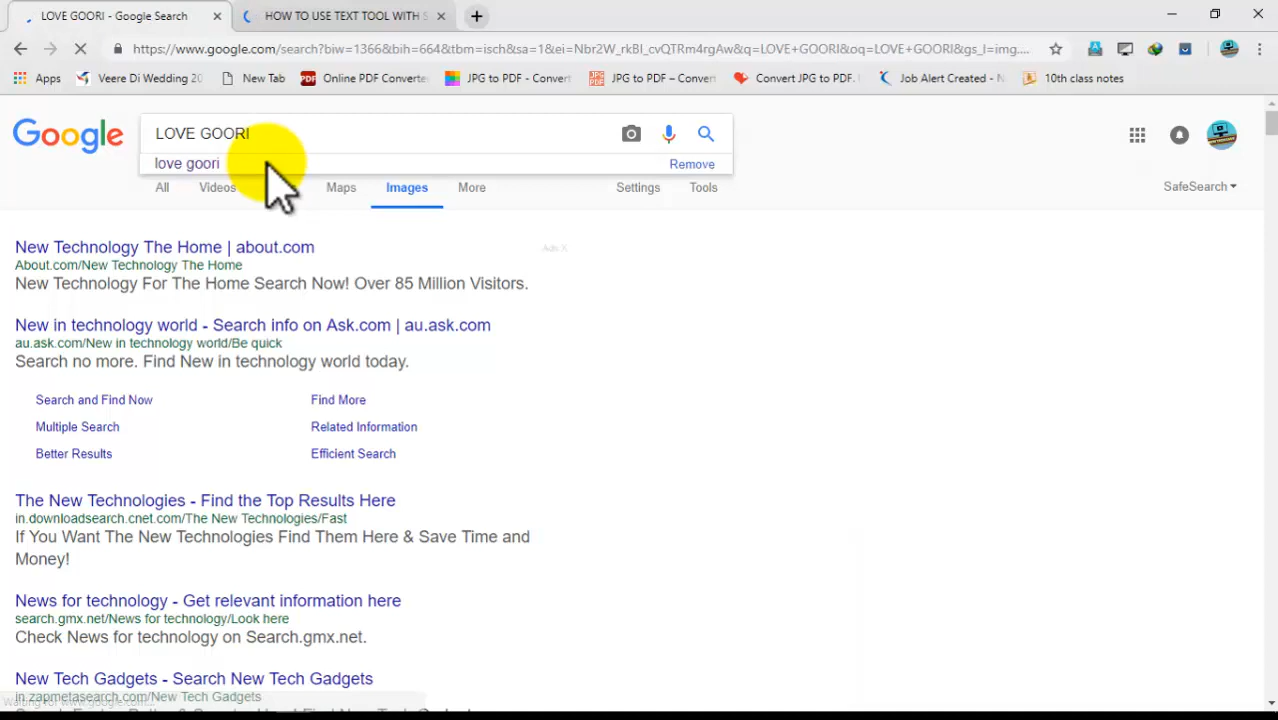 LOVE GOORI - Google Search
HOW TO USE TEXT TOOL WITH S
https://www.google.com/search?biw=1366&bih=664&tbm=isch&sa=1&ei=Nbr2W_rkBI_cvQTRm4rgAw&q=LOVE+GOORI&oq=LOVE+GOORI&gs_l=img....
Apps
Veere Di Wedding 20
New Tab
Online PDF Converte
JPG to PDF - Convert
JPG to PDF – Convert
Convert JPG to PDF.
Job Alert Created - N
10th class notes
Google
LOVE GOORI
love goori
Remove
All
Videos
Maps
Images
More
Settings
Tools
SafeSearch
New Technology The Home | about.com
Ads X
About.com/New Technology The Home
New Technology For The Home Search Now! Over 85 Million Visitors.
New in technology world - Search info on Ask.com | au.ask.com
au.ask.com/New in technology world/Be quick
Search no more. Find New in technology world today.
Search and Find Now
Find More
Multiple Search
Related Information
Better Results
Efficient Search
The New Technologies - Find the Top Results Here
in.downloadsearch.cnet.com/The New Technologies/Fast
If You Want The New Technologies Find Them Here & Save Time and
Money!
News for technology - Get relevant information here
search.gmx.net/News for technology/Look here
Check News for technology on Search.gmx.net.
New Tech Gadgets - Search New Tech Gadgets
in.zapmetasearch.com/New Tech Gadgets
Waiting for www.google.com...